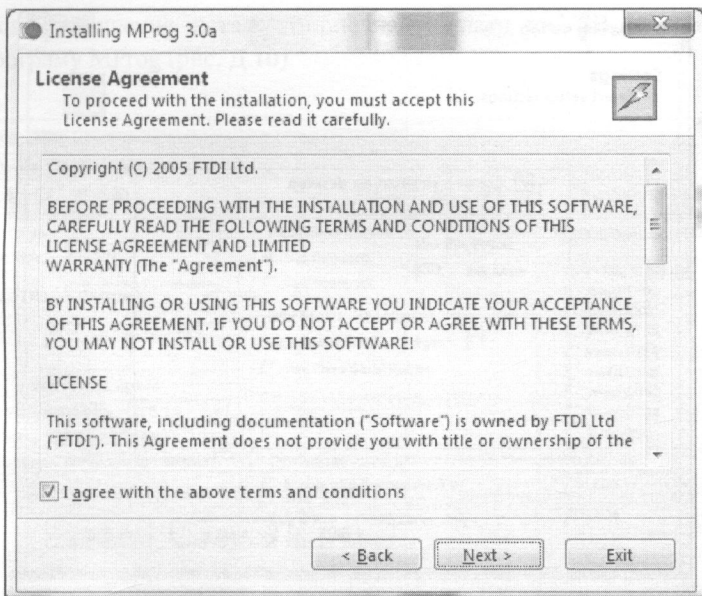 Installing MProg 3.0a
License Agreement
To proceed with the installation, you must accept this
License Agreement. Please read it carefully.
Copyright (C) 2005 FTDI Ltd.
BEFORE PROCEEDING WITH THE INSTALLATION AND USE OF THIS SOFTWARE,
CAREFULLY READ THE FOLLOWING TERMS AND CONDITIONS OF THIS
LICENSE AGREEMENT AND LIMITED
WARRANTY (The "Agreement").
BY INSTALLING OR USING THIS SOFTWARE YOU INDICATE YOUR ACCEPTANCE
OF THIS AGREEMENT. IF YOU DO NOT ACCEPT OR AGREE WITH THESE TERMS,
YOU MAY NOT INSTALL OR USE THIS SOFTWARE!
LICENSE
This software, including documentation ("Software") is owned by FTDI Ltd
("FTDI"). This Agreement does not provide you with title or ownership of the
I agree with the above terms and conditions
< Back
Next >
Exit